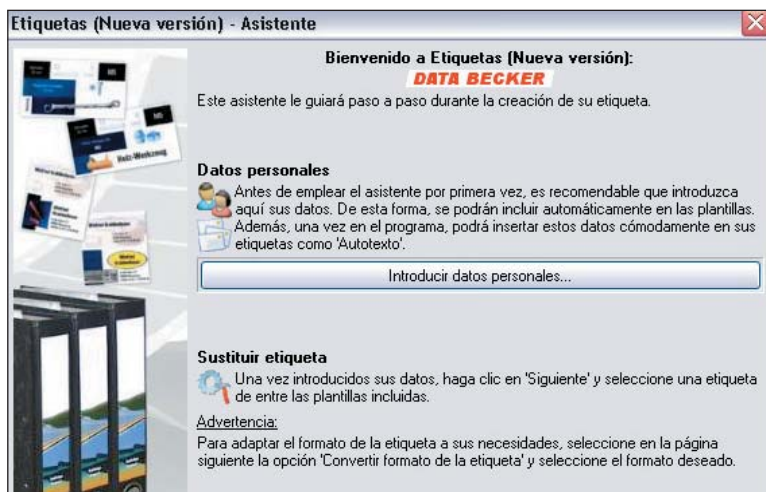 Etiquetas (Nueva versión) - Asistente
Bienvenido a Etiquetas (Nueva versión):
DATA BECKER
Este asistente le guiará paso a paso durante la creación de su etiqueta.
Datos personales
Antes de emplear el asistente por primera vez, es recomendable que introduzca
aquí sus datos. De esta forma, se podrán incluir automáticamente en las plantillas.
Además, una vez en el programa, podrá insertar estos datos cómodamente en sus
etiquetas como 'Autotexto'.
Introducir datos personales...
Sustituir etiqueta
Una vez introducidos sus datos, haga clic en 'Siguiente' y seleccione una etiqueta
de entre las plantillas incluidas.
Advertencia:
Para adaptar el formato de la etiqueta a sus necesidades, seleccione en la página
siguiente la opción 'Convertir formato de la etiqueta' y seleccione el formato deseado.
Holz-Werkzeug